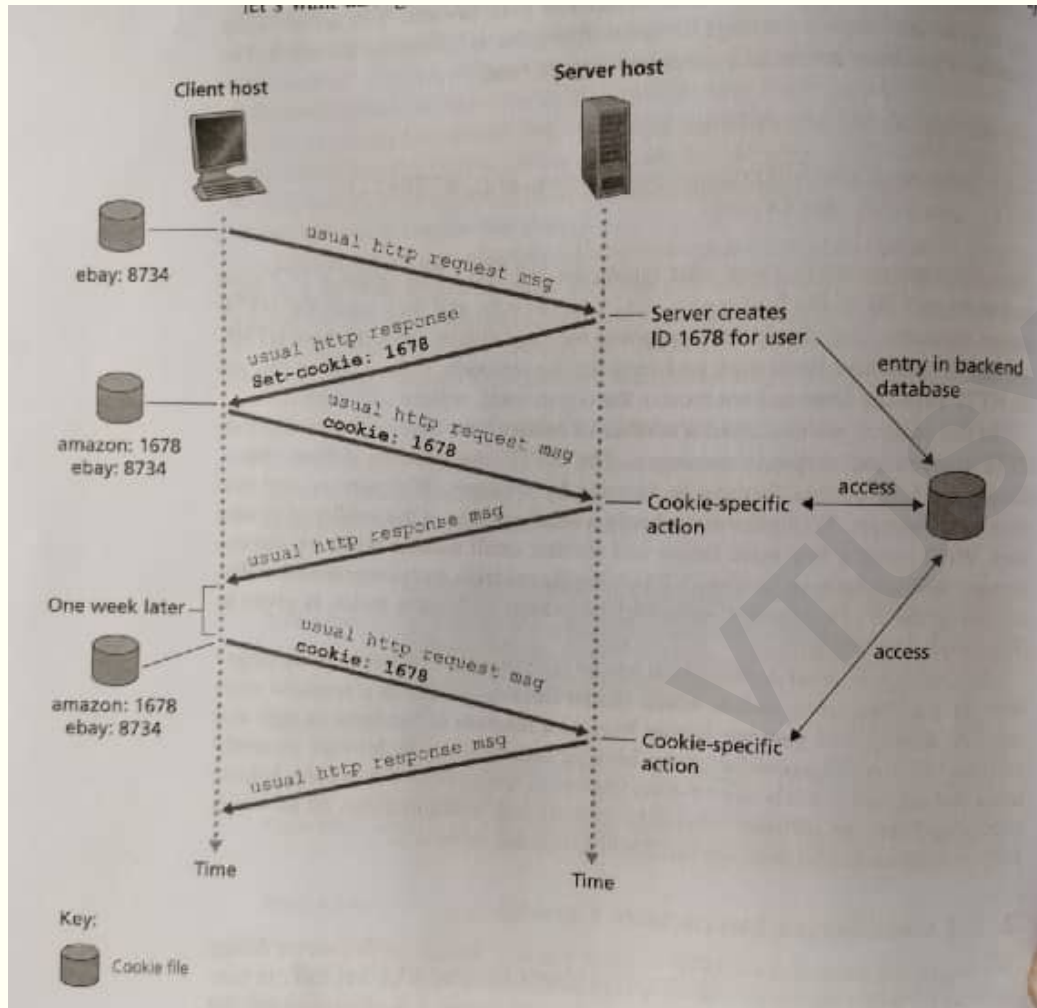 let's walk
Client host
Server host
ebay: 8734
usual http request msg
Server creates
ID 1678 for user
usual http response
Set-cookie: 1678
entry in backend
database
amazon: 1678
ebay: 8734
usual http request msg
cookie: 1678
Cookie-specific
action
access
usual http response msg
One week later
usual http request msg
cookie: 1678
access
amazon: 1678
ebay: 8734
Cookie-specific
action
usual http response msg
Time
Time
Key:
Cookie file